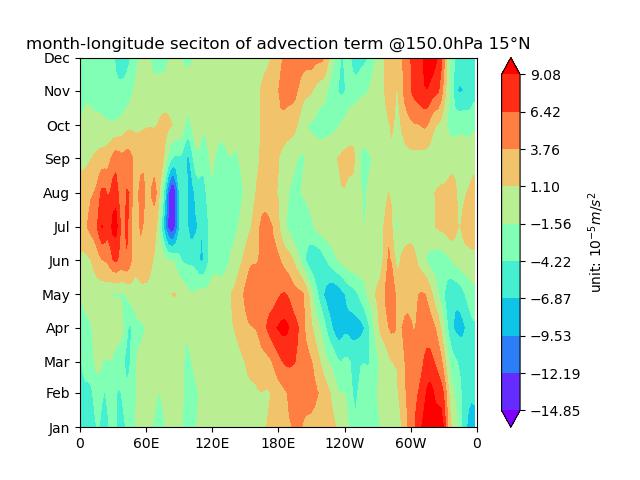 month-longitude seciton of advection term @150.0hPa 15°N
Dec
Nov
Oct
Sep
Aug
Jul
Jun
May
Apr
Mar
Feb
Jan
0 60E 120E 180E 120W 60W 0
9.08
6.42
3.76
1.10
−1.56
−4.22
−6.87
−9.53
−12.19
−14.85
unit: 10⁻⁵m/s²